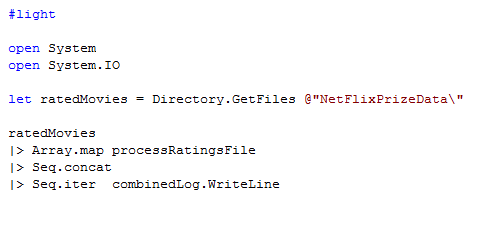 #light
open System
open System.IO
let ratedMovies = Directory.GetFiles @"NetFlixPrizeData\"
ratedMovies
|> Array.map processRatingsFile
|> Seq.concat
|> Seq.iter  combinedLog.WriteLine